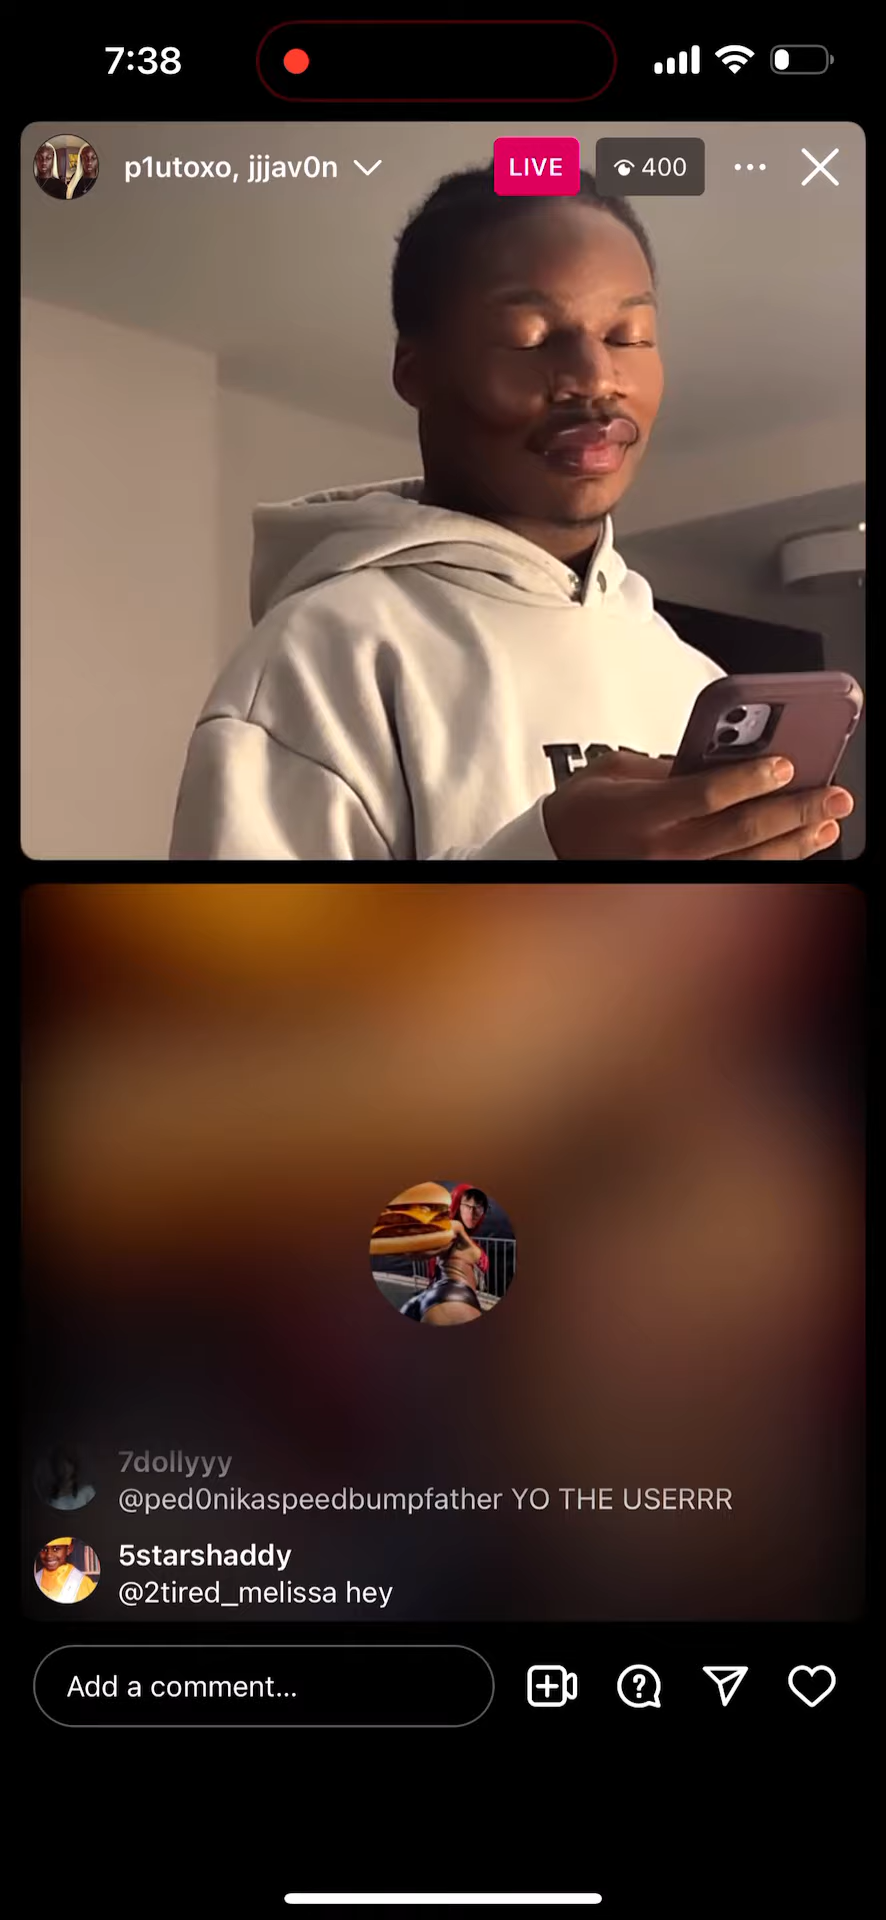 7:38
p1utoxo, jjjav0n
LIVE
400
7dollyyy
@ped0nikaspeedbumpfather YO THE USERRR
5starshaddy
@2tired_melissa hey
Add a comment...